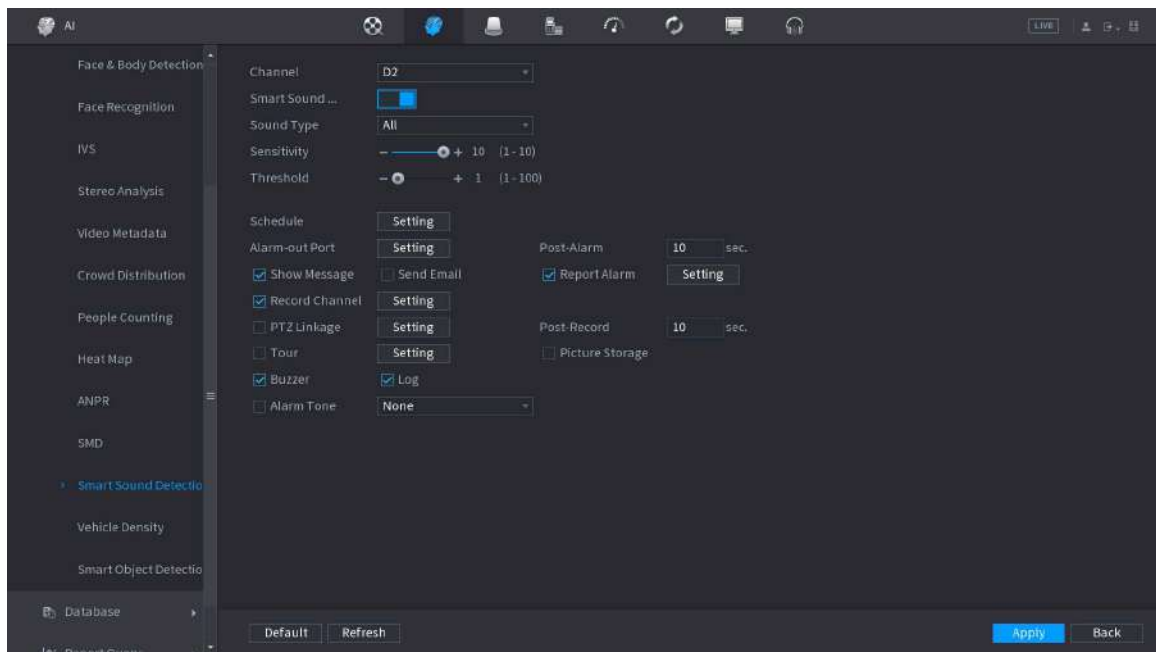 AI
LIVE
Face & Body Detection
Face Recognition
IVS
Stereo Analysis
Video Metadata
Crowd Distribution
People Counting
Heat Map
ANPR
SMD
Smart Sound Detectio
Vehicle Density
Smart Object Detectio
Database
Channel D2
Smart Sound ...
Sound Type All
Sensitivity - + 10 (1-10)
Threshold - + 1 (1-100)
Schedule Setting
Alarm-out Port Setting Post-Alarm 10 sec.
Show Message Send Email Report Alarm Setting
Record Channel Setting
PTZ Linkage Setting Post-Record 10 sec.
Tour Setting Picture Storage
Buzzer Log
Alarm Tone None
Default Refresh Apply Back